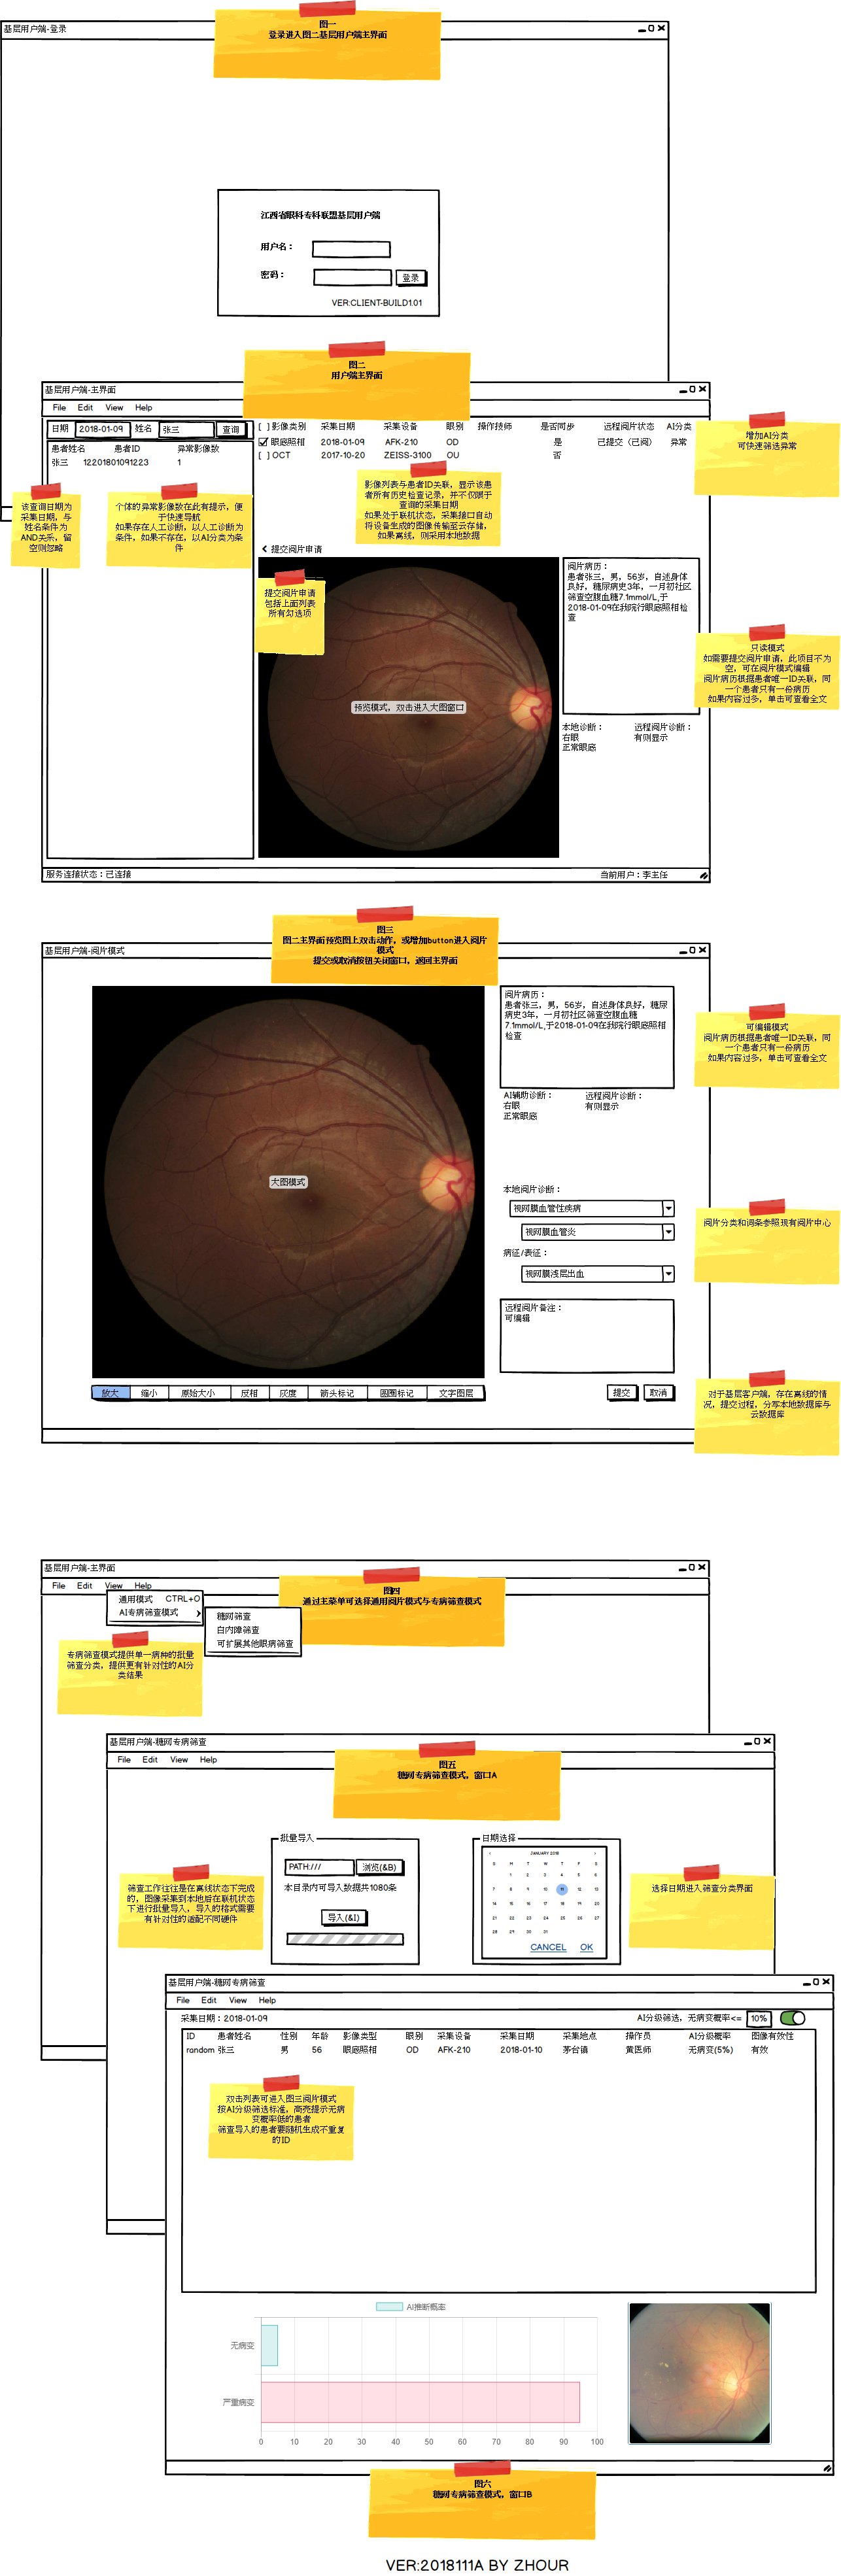 图一
登录进入图二基层用户端主界面
基层用户端-登录
江西省眼科专科联盟基层用户端
用户名：
密码：
登录
VER:CLIENT-BUILD1.01
图二
用户端主界面
基层用户端-主界面
File Edit View Help
日期 2018-01-09 姓名 张三 查询
患者姓名 患者ID 异常影像数
张三 12201801091223 1
[ ] 影像类别 采集日期 采集设备 眼别 操作技师 是否同步 远程阅片状态 AI分类
眼底照相 2018-01-09 AFK-210 OD 是 已提交（已阅） 异常
[ ] OCT 2017-10-20 ZEISS-3100 OU 否
增加AI分类
可快速筛选异常
该查询日期为
采集日期，与
姓名条件为
AND关系，留
空则忽略
个体的异常影像数在此有提示，便
于快速导航
如果存在人工诊断，以人工诊断为
条件，如果不存在，以AI分类为条
件
影像列表与患者ID关联，显示该患
者所有历史检查记录，并不仅限于
查询的采集日期
如果处于联机状态，采集接口自动
将设备生成的图像传输至云存储，
如果离线，则采用本地数据
提交阅片申请
提交阅片申请
包括上面列表
所有勾选项
预览模式，双击进入大图窗口
阅片病历：
患者张三，男，56岁，自述身体
良好，糖尿病史3年，一月初社区
筛查空腹血糖7.1mmol/L,于
2018-01-09在我院行眼底照相检
查
只读模式
如需要提交阅片申请，此项目不为
空，可在阅片模式编辑
阅片病历根据患者唯一ID关联，同
一个患者只有一份病历
如果内容过多，单击可查看全文
本地诊断：
右眼
正常眼底
远程阅片诊断：
有则显示
服务连接状态：已连接
当前用户：李主任
图三
图二主界面预览图上双击动作，或增加button进入阅片
模式
提交或取消按钮关闭窗口，返回主界面
基层用户端-阅片模式
大图模式
阅片病历：
患者张三，男，56岁，自述身体良好，糖尿
病史3年，一月初社区筛查空腹血糖
7.1mmol/L,于2018-01-09在我院行眼底照相
检查
可编辑模式
阅片病历根据患者唯一ID关联，同
一个患者只有一份病历
如果内容过多，单击可查看全文
AI辅助诊断：
右眼
正常眼底
远程阅片诊断：
有则显示
本地阅片诊断：
视网膜血管性疾病
视网膜血管炎
病征/表征：
视网膜浅层出血
阅片分类和词条参照现有阅片中心
远程阅片备注：
可编辑
放大 缩小 原始大小 反相 灰度 箭头标记 圆圈标记 文字图层
提交 取消
对于基层客户端，存在离线的情
况，提交过程，分写本地数据库与
云数据库
基层用户端-主界面
File Edit View Help
图四
通过主菜单可选择通用阅片模式与专病筛查模式
通用模式 CTRL+O
AI专病筛查模式
糖网筛查
白内障筛查
可扩展其他眼病筛查
专病筛查模式提供单一病种的批量
筛查分类，提供更有针对性的AI分
类结果
基层用户端-糖网专病筛查
File Edit View Help
图五
糖网专病筛查模式，窗口A
批量导入
PATH:/// 浏览(&B)
本目录内可导入数据共1080条
导入(&I)
日期选择
JANUARY 2018
S M T W T F S
1 2 3 4 5 6
7 8 9 10 11 12 13
14 15 16 17 18 19 20
21 22 23 24 25 26 27
28 29 30 31
CANCEL OK
筛查工作往往是在离线状态下完成
的，图像采集到本地后在联机状态
下进行批量导入，导入的格式需要
有针对性的适配不同硬件
选择日期进入筛查分类界面
基层用户端-糖网专病筛查
File Edit View Help
采集日期：2018-01-09
AI分级筛选，无病变概率<= 10%
ID 患者姓名 性别 年龄 影像类型 眼别 采集设备 采集日期 采集地点 操作员 AI分级概率 图像有效性
random 张三 男 56 眼底照相 OD AFK-210 2018-01-10 茅台镇 黄医师 无病变(5%) 有效
双击列表可进入图三阅片模式
按AI分级筛选标准，高亮提示无病
变概率低的患者
筛查导入的患者要随机生成不重复
的ID
AI推断概率
无病变
严重病变
0 10 20 30 40 50 60 70 80 90 100
图六
糖网专病筛查模式，窗口B
VER:2018111A BY ZHOUR